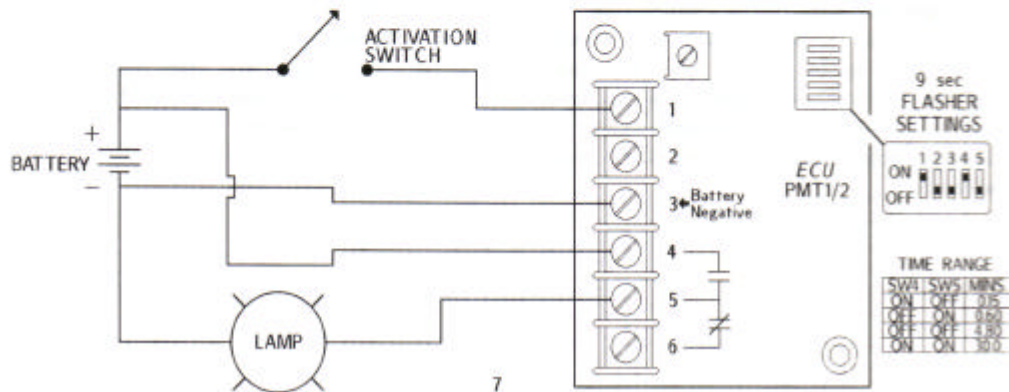 ACTIVATION
SWITCH
+
BATTERY
−
LAMP
1
2
3 Battery
Negative
4
5
6
ECU
PMT1/2
9 sec
FLASHER
SETTINGS
1 2 3 4 5
ON
OFF
TIME RANGE
SW4 SW5 MINS
ON OFF 0.15
OFF ON 0.60
OFF OFF 4.80
ON ON 30.0
7